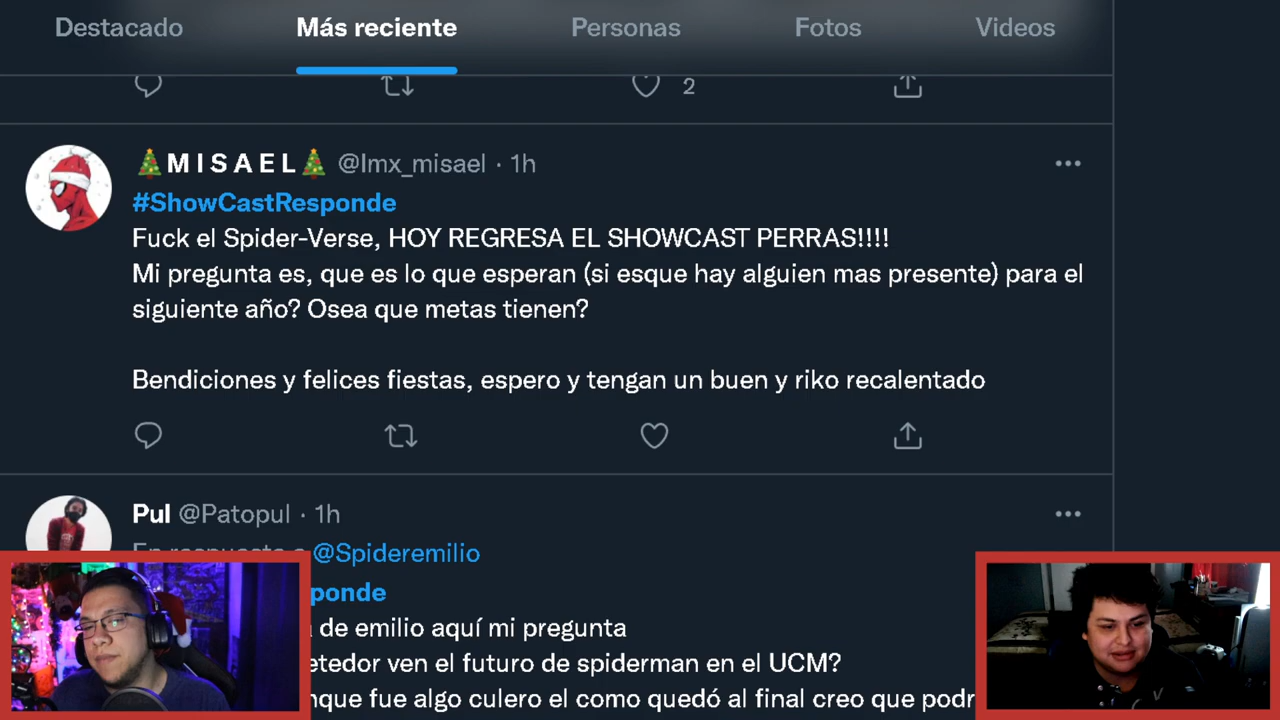 Destacado Más reciente Personas Fotos Videos
2
🎄M I S A E L🎄 @Imx_misael · 1h
#ShowCastResponde
Fuck el Spider-Verse, HOY REGRESA EL SHOWCAST PERRAS!!!!
Mi pregunta es, que es lo que esperan (si esque hay alguien mas presente) para el
siguiente año? Osea que metas tienen?
Bendiciones y felices fiestas, espero y tengan un buen y riko recalentado
Pul @Patopul · 1h
En respuesta a @Spideremilio
ponde
de emilio aquí mi pregunta
etedor ven el futuro de spiderman en el UCM?
nque fue algo culero el como quedó al final creo que podr